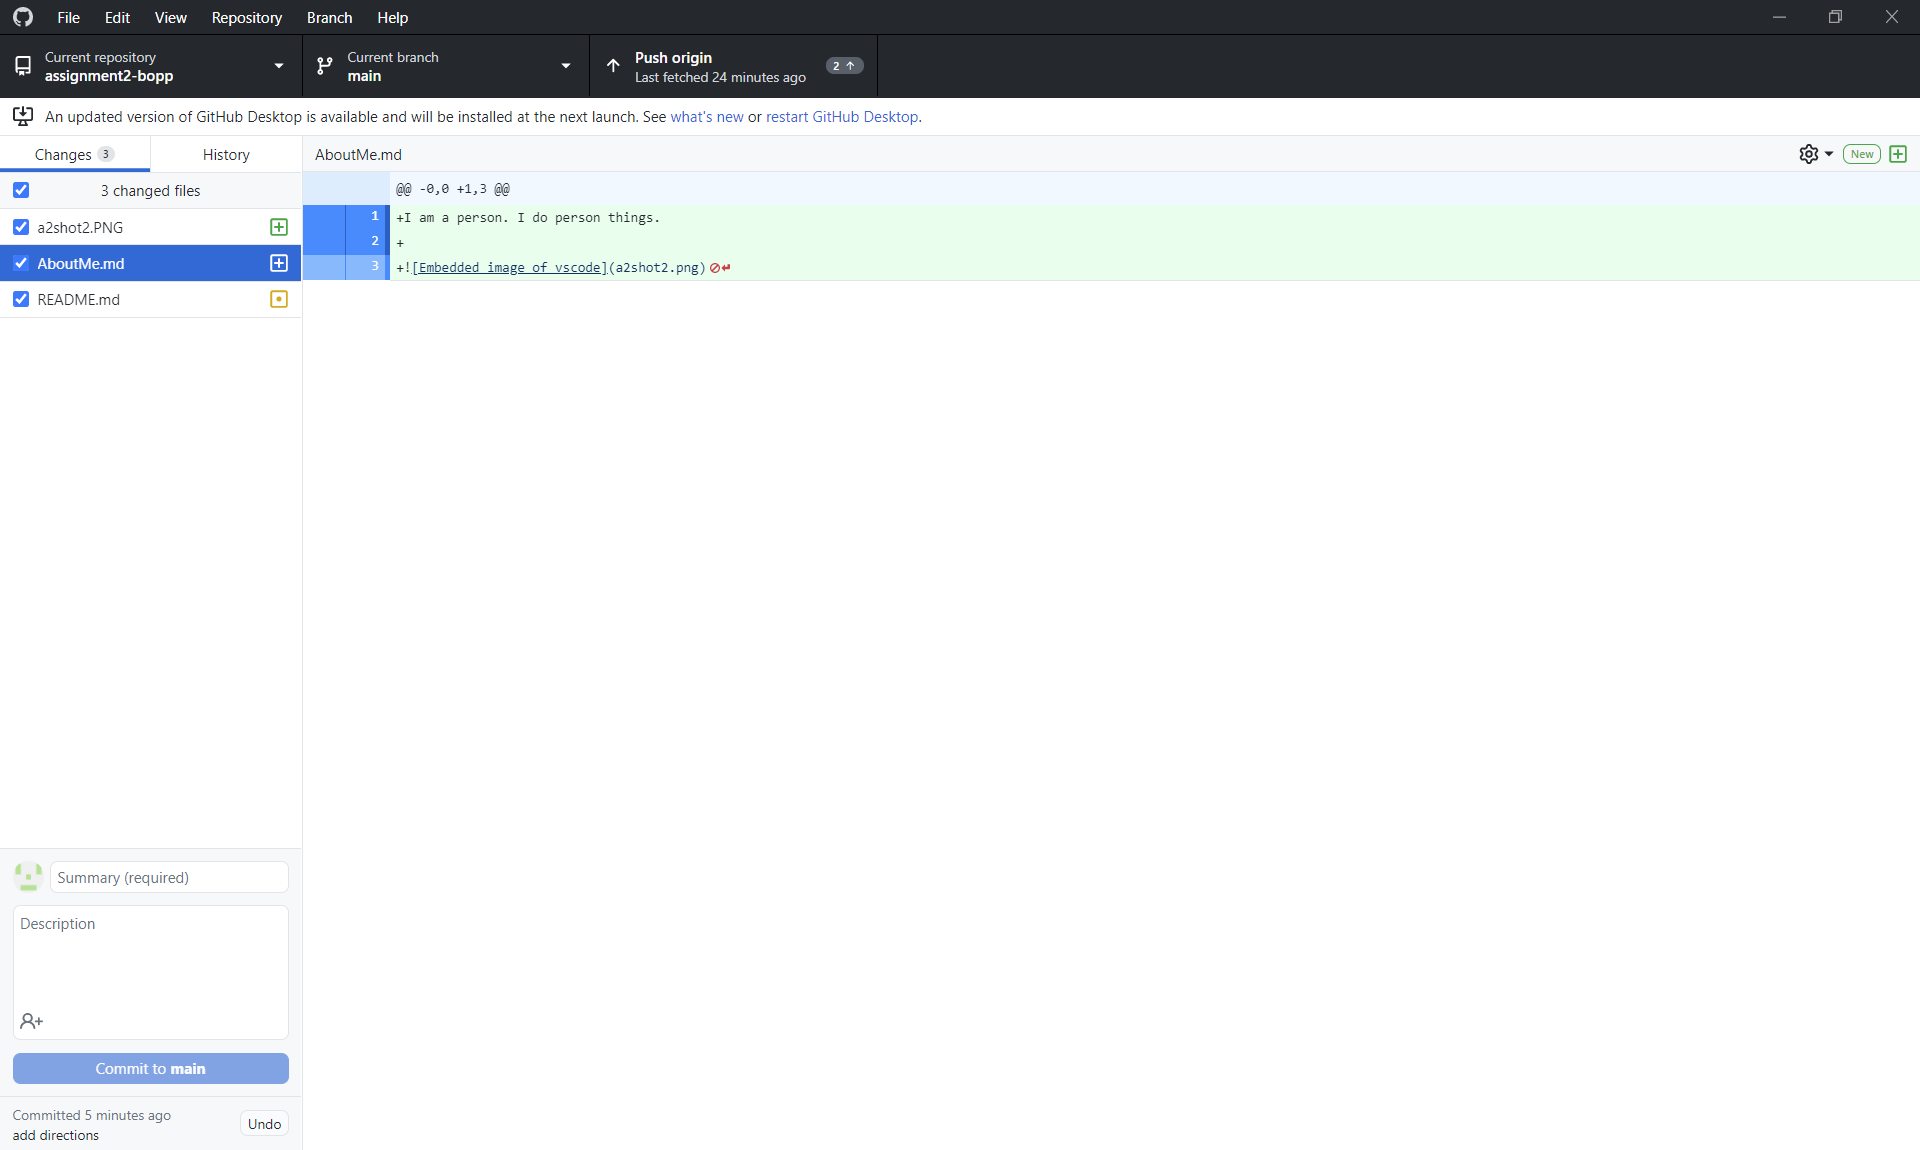 File Edit View Repository Branch Help
Current repository
assignment2-bopp
Current branch
main
Push origin
Last fetched 24 minutes ago
2
An updated version of GitHub Desktop is available and will be installed at the next launch. See what's new or restart GitHub Desktop.
Changes 3
History
AboutMe.md
New
3 changed files
@@ -0,0 +1,3 @@
a2shot2.PNG
AboutMe.md
README.md
1 +I am a person. I do person things.
2 +
3 +![Embedded image of vscode](a2shot2.png)
Summary (required)
Description
Commit to main
Committed 5 minutes ago
add directions
Undo